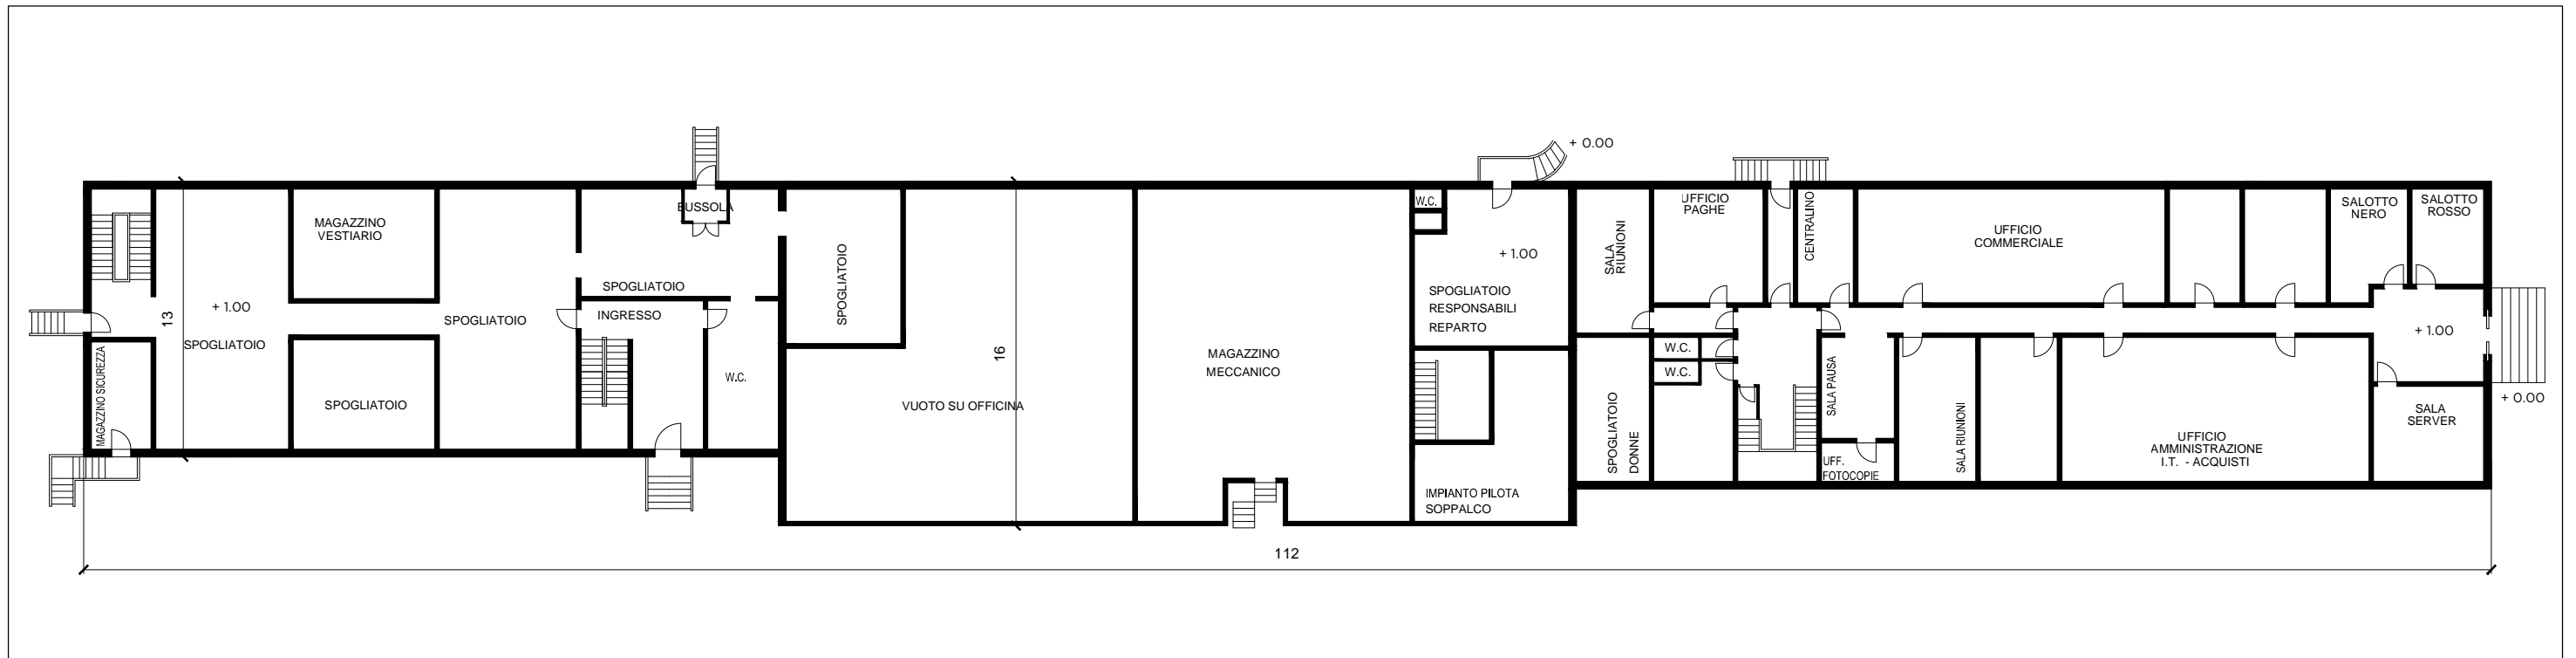 + 0.00
BUSSOLA
MAGAZZINO
VESTIARIO
W.C.
UFFICIO
PAGHE
CENTRALINO
SALOTTO
NERO
SALOTTO
ROSSO
UFFICIO
COMMERCIALE
SALA
RIUNIONI
SPOGLIATOIO
+ 1.00
SPOGLIATOIO
SPOGLIATOIO
RESPONSABILI
REPARTO
+ 1.00
13
SPOGLIATOIO
SPOGLIATOIO
INGRESSO
+ 1.00
16
MAGAZZINO
MECCANICO
W.C.
W.C.
W.C.
MAGAZZINO SICUREZZA
SPOGLIATOIO
VUOTO SU OFFICINA
SPOGLIATOIO
DONNE
SALA PAUSA
+ 0.00
SALA
SERVER
SALA RIUNIONI
UFFICIO
AMMINISTRAZIONE
I.T. - ACQUISTI
UFF.
FOTOCOPIE
IMPIANTO PILOTA
SOPPALCO
112